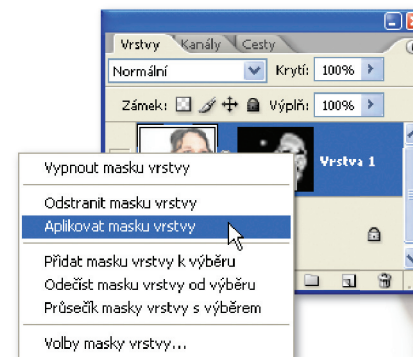 Vrstvy Kanály Cesty
Normální Krytí: 100%
Zámek: Výplň: 100%
Vrstva 1
Vypnout masku vrstvy
Odstranit masku vrstvy
Aplikovat masku vrstvy
Přidat masku vrstvy k výběru
Odečíst masku vrstvy od výběru
Průsečík masky vrstvy s výběrem
Volby masky vrstvy...